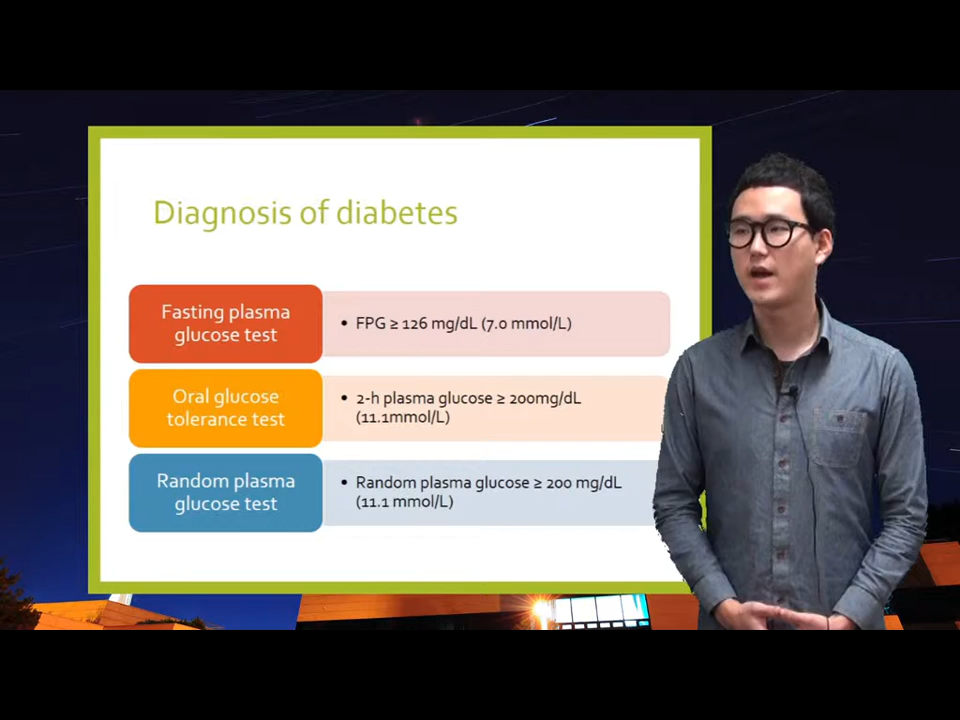 Diagnosis of diabetes
Fasting plasma
glucose test
• FPG ≥ 126 mg/dL (7.0 mmol/L)
Oral glucose
tolerance test
• 2-h plasma glucose ≥ 200mg/dL
(11.1mmol/L)
Random plasma
glucose test
• Random plasma glucose ≥ 200 mg/dL
(11.1 mmol/L)